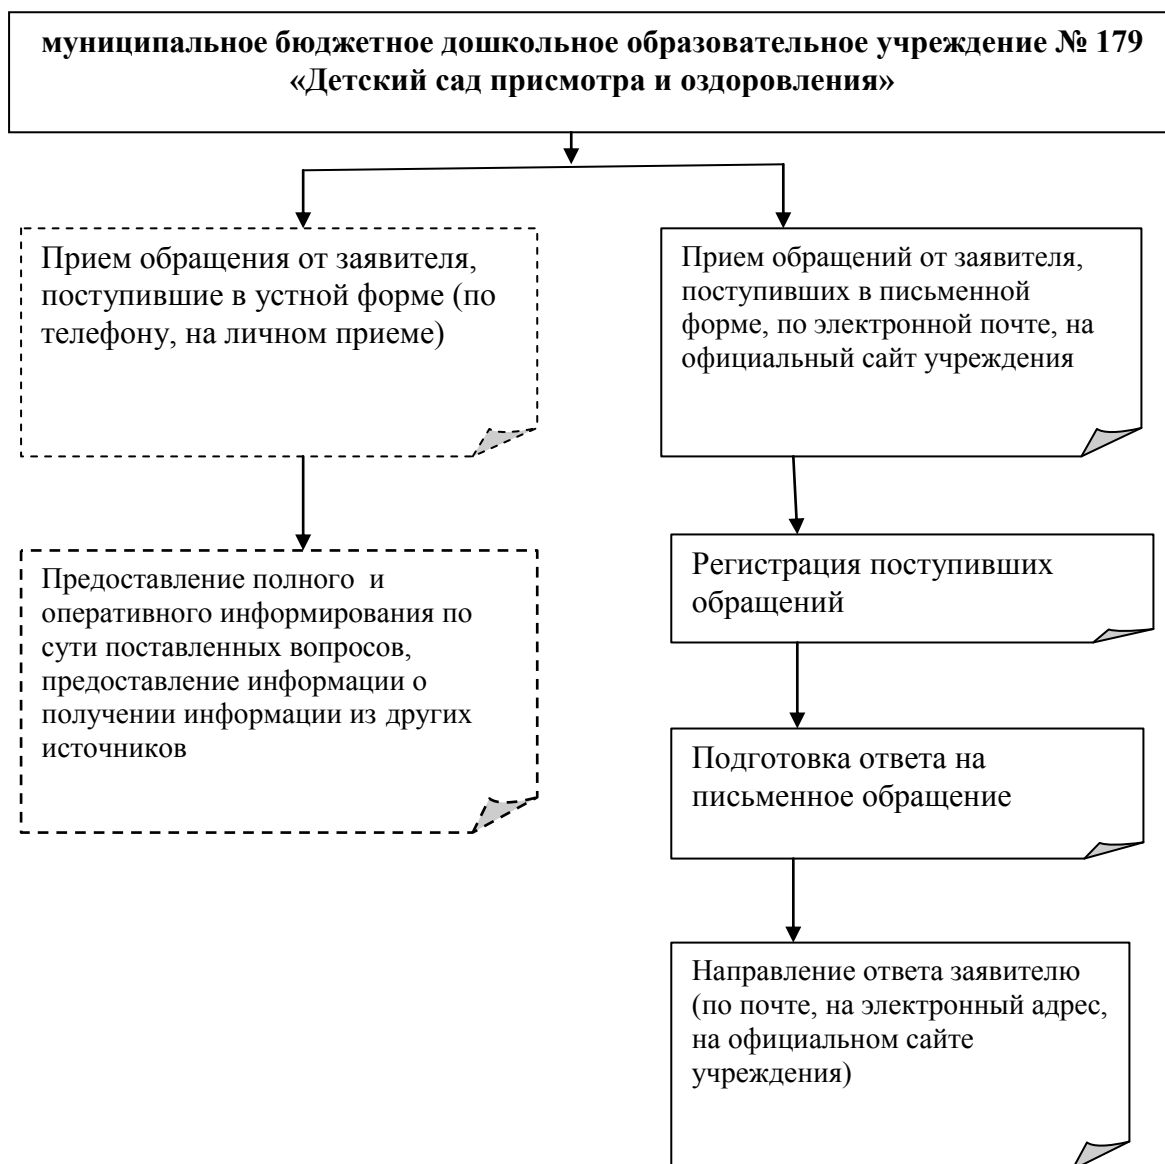 муниципальное бюджетное дошкольное образовательное учреждение № 179
«Детский сад присмотра и оздоровления»
Прием обращения от заявителя,
поступившие в устной форме (по
телефону, на личном приеме)
Прием обращений от заявителя,
поступивших в письменной
форме, по электронной почте, на
официальный сайт учреждения
Предоставление полного и
оперативного информирования по
сути поставленных вопросов,
предоставление информации о
получении информации из других
источников
Регистрация поступивших
обращений
Подготовка ответа на
письменное обращение
Направление ответа заявителю
(по почте, на электронный адрес,
на официальном сайте
учреждения)